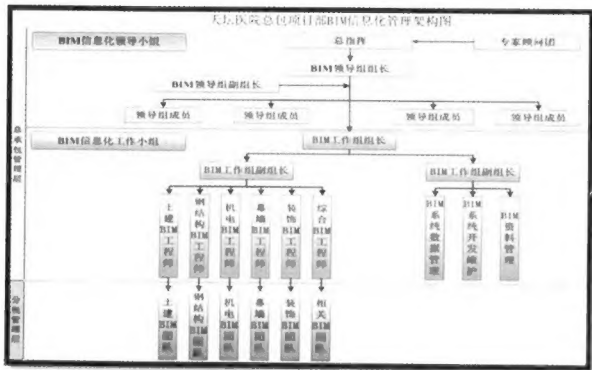 天坛医院总包项目部BIM信息化管理架构图
BIM信息化领导小组
总指挥
专家顾问团
BIM领导组组长
BIM领导组副组长
领导组成员
领导组成员
领导组成员
领导组成员
总承包管理层
BIM信息化工作小组
BIM工作组组长
BIM工作组副组长
BIM工作组副组长
土建BIM工程师
钢结构BIM工程师
机电BIM工程师
幕墙BIM工程师
装饰BIM工程师
综合BIM工程师
BIM系统数据管理
BIM系统开发维护
BIM资料管理
分包管理层
土建BIM团队
钢结构BIM团队
机电BIM团队
幕墙BIM团队
装饰BIM团队
相关BIM团队